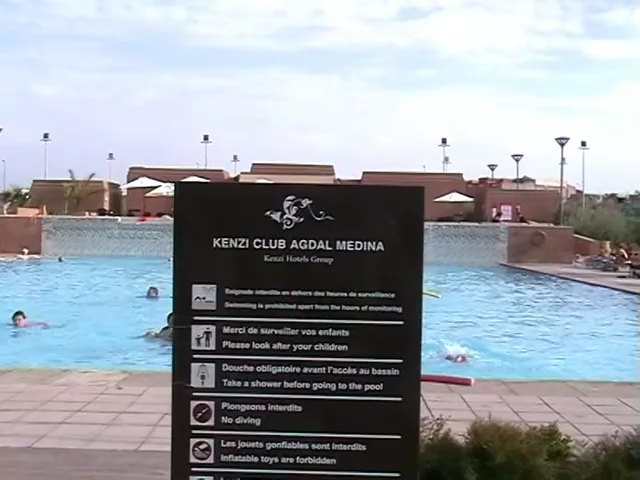 KENZI CLUB AGDAL MEDINA
Kenzi Hotels Group
Baignade interdite en dehors des heures de surveillance
Swimming is prohibited apart from the hours of monitoring
Merci de surveiller vos enfants
Please look after your children
Douche obligatoire avant l'accès au bassin
Take a shower before going to the pool
Plongeons interdits
No diving
Les jouets gonflables sont interdits
Inflatable toys are forbidden